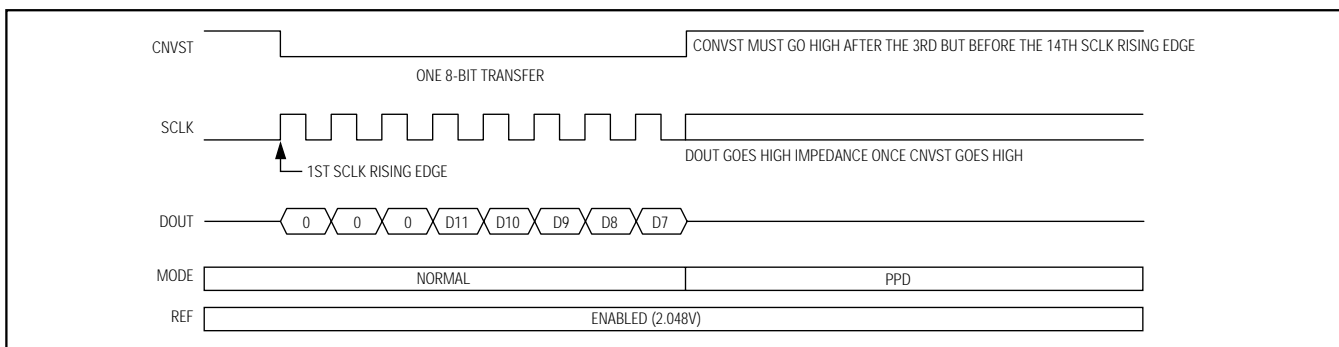 CNVST
CONVST MUST GO HIGH AFTER THE 3RD BUT BEFORE THE 14TH SCLK RISING EDGE
ONE 8-BIT TRANSFER
SCLK
DOUT GOES HIGH IMPEDANCE ONCE CNVST GOES HIGH
1ST SCLK RISING EDGE
DOUT 0 0 0 D11 D10 D9 D8 D7
MODE NORMAL PPD
REF ENABLED (2.048V)